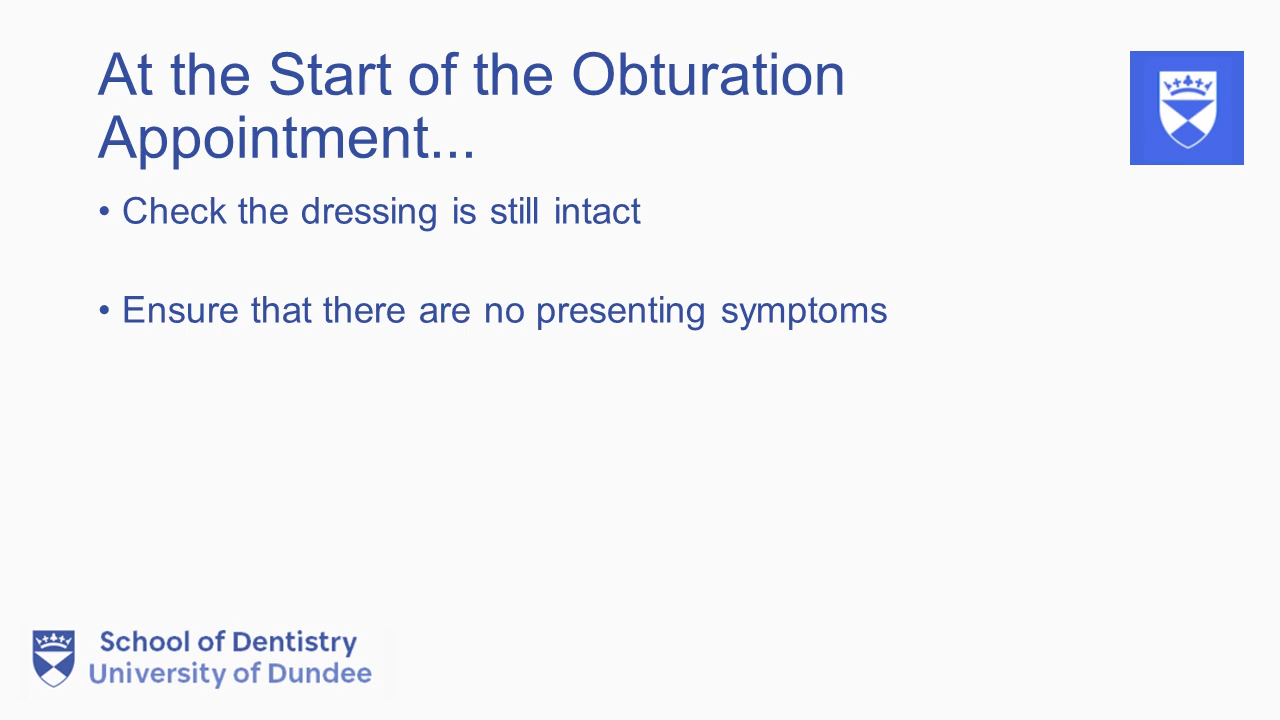 At the Start of the Obturation
Appointment...
• Check the dressing is still intact
• Ensure that there are no presenting symptoms
School of Dentistry
University of Dundee